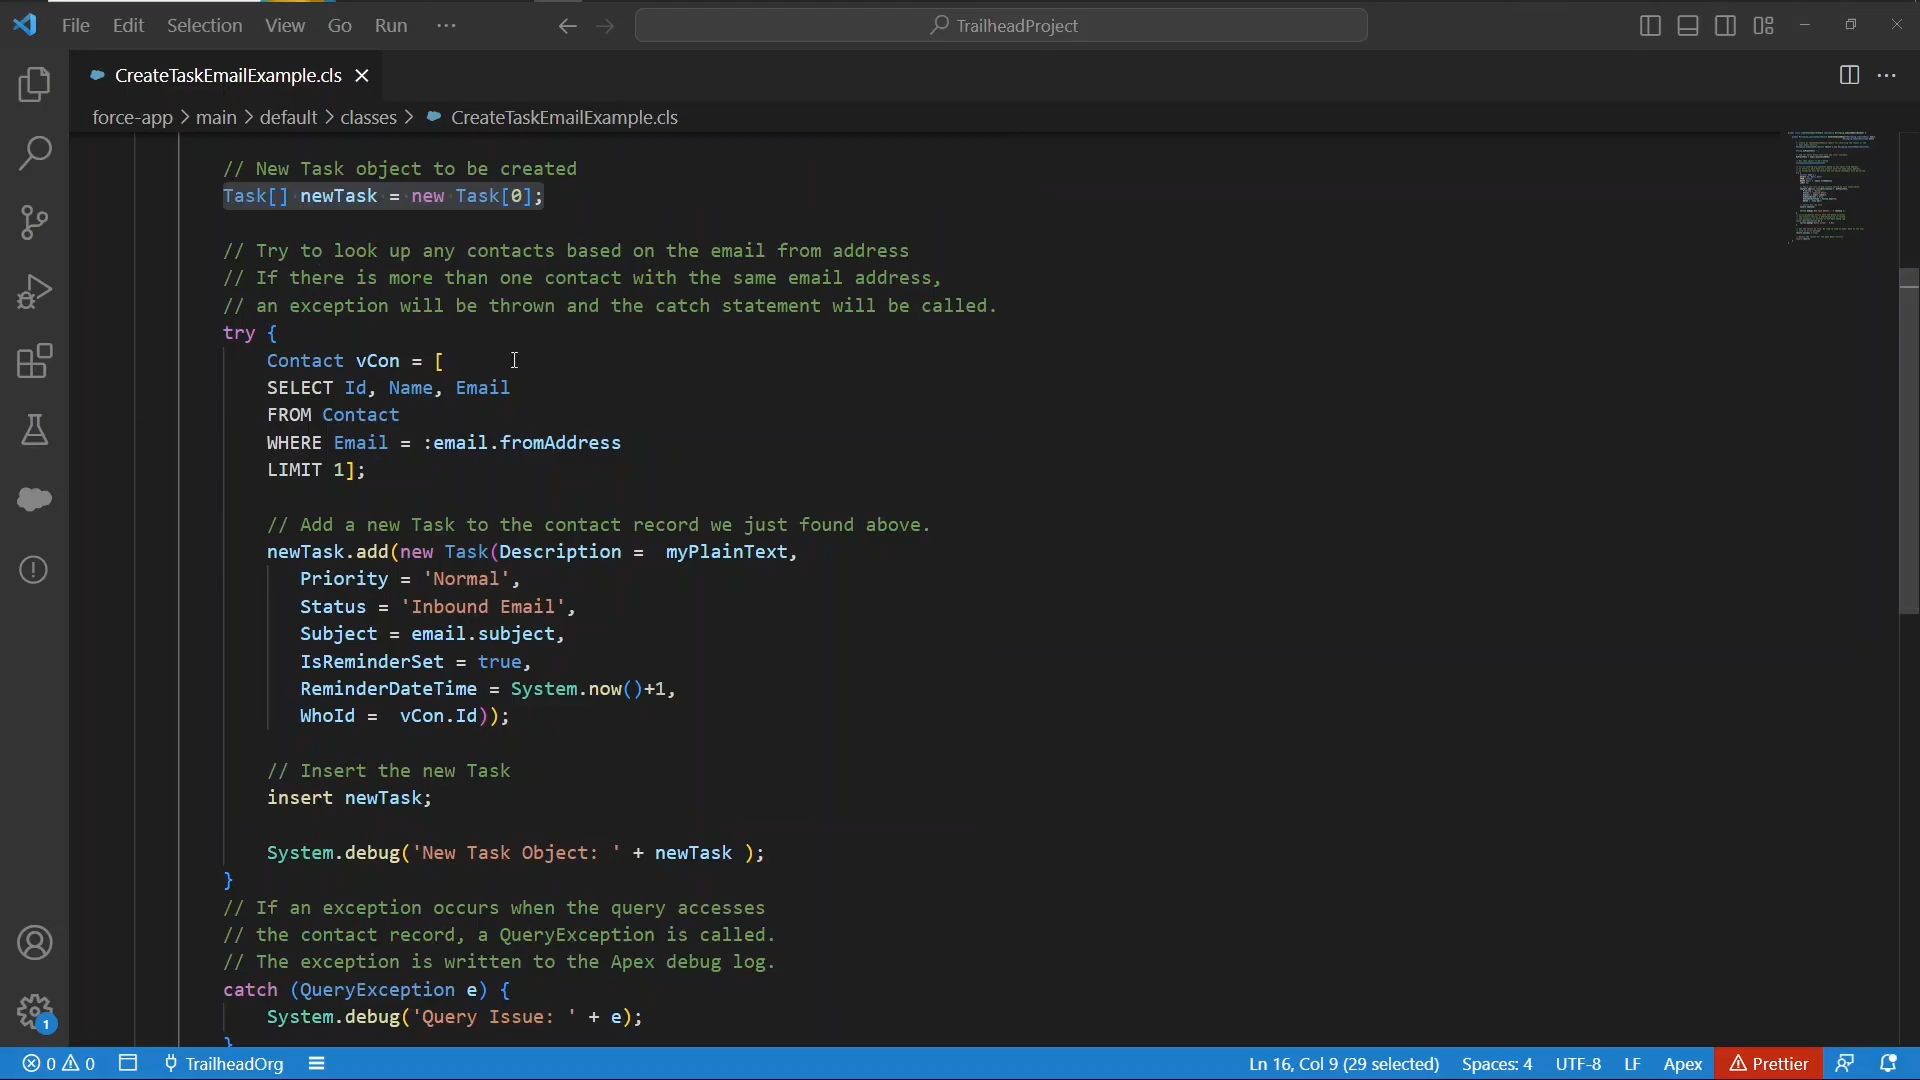 File Edit Selection View Go Run ...
TrailheadProject
CreateTaskEmailExample.cls
force-app > main > default > classes > CreateTaskEmailExample.cls
// New Task object to be created
Task[] newTask = new Task[0];
// Try to look up any contacts based on the email from address
// If there is more than one contact with the same email address,
// an exception will be thrown and the catch statement will be called.
try {
Contact vCon = [
SELECT Id, Name, Email
FROM Contact
WHERE Email = :email.fromAddress
LIMIT 1];
// Add a new Task to the contact record we just found above.
newTask.add(new Task(Description =  myPlainText,
Priority = 'Normal',
Status = 'Inbound Email',
Subject = email.subject,
IsReminderSet = true,
ReminderDateTime = System.now()+1,
WhoId =  vCon.Id));
// Insert the new Task
insert newTask;
System.debug('New Task Object: ' + newTask );
}
// If an exception occurs when the query accesses
// the contact record, a QueryException is called.
// The exception is written to the Apex debug log.
catch (QueryException e) {
System.debug('Query Issue: ' + e);
}
1
0 0 TrailheadOrg Ln 16, Col 9 (29 selected) Spaces: 4 UTF-8 LF Apex Prettier